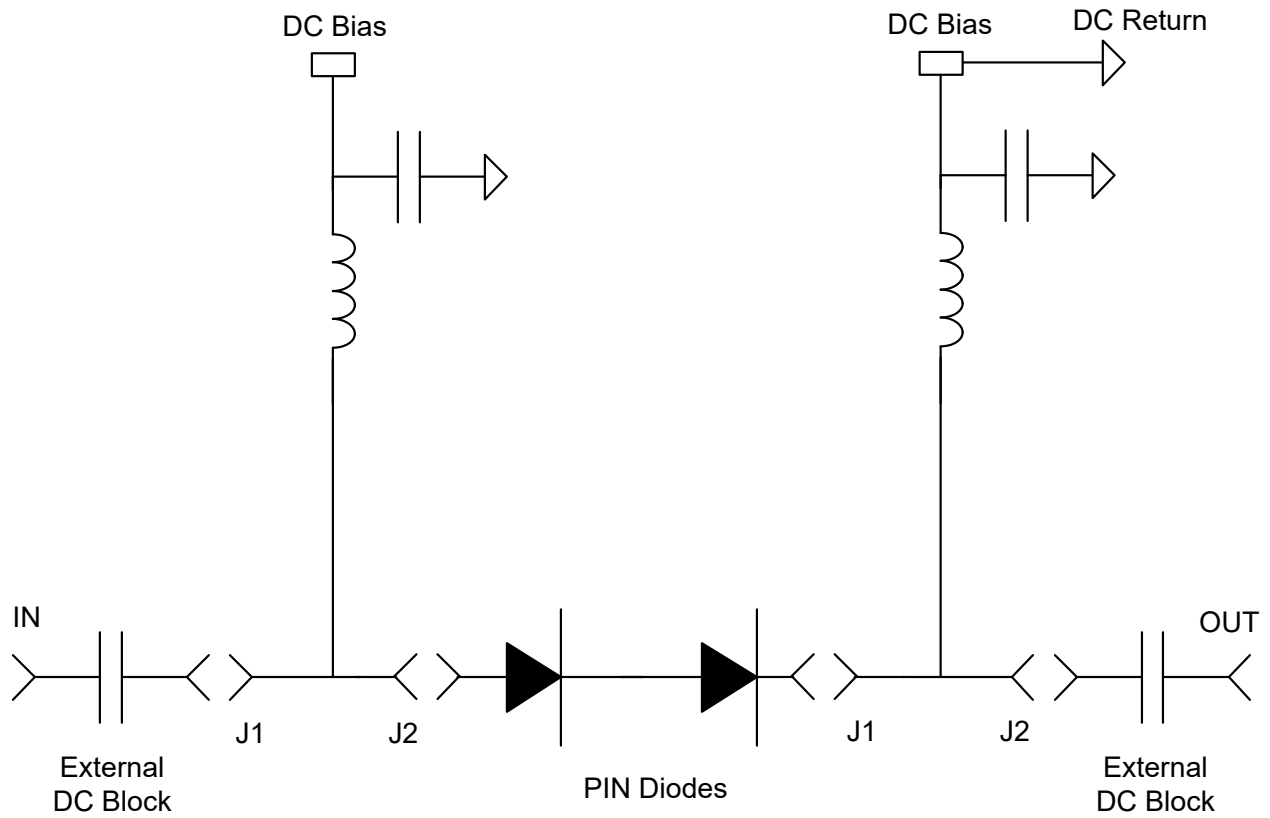 DC Bias
DC Bias
DC Return
IN
OUT
J1
J2
J1
J2
External
DC Block
PIN Diodes
External
DC Block